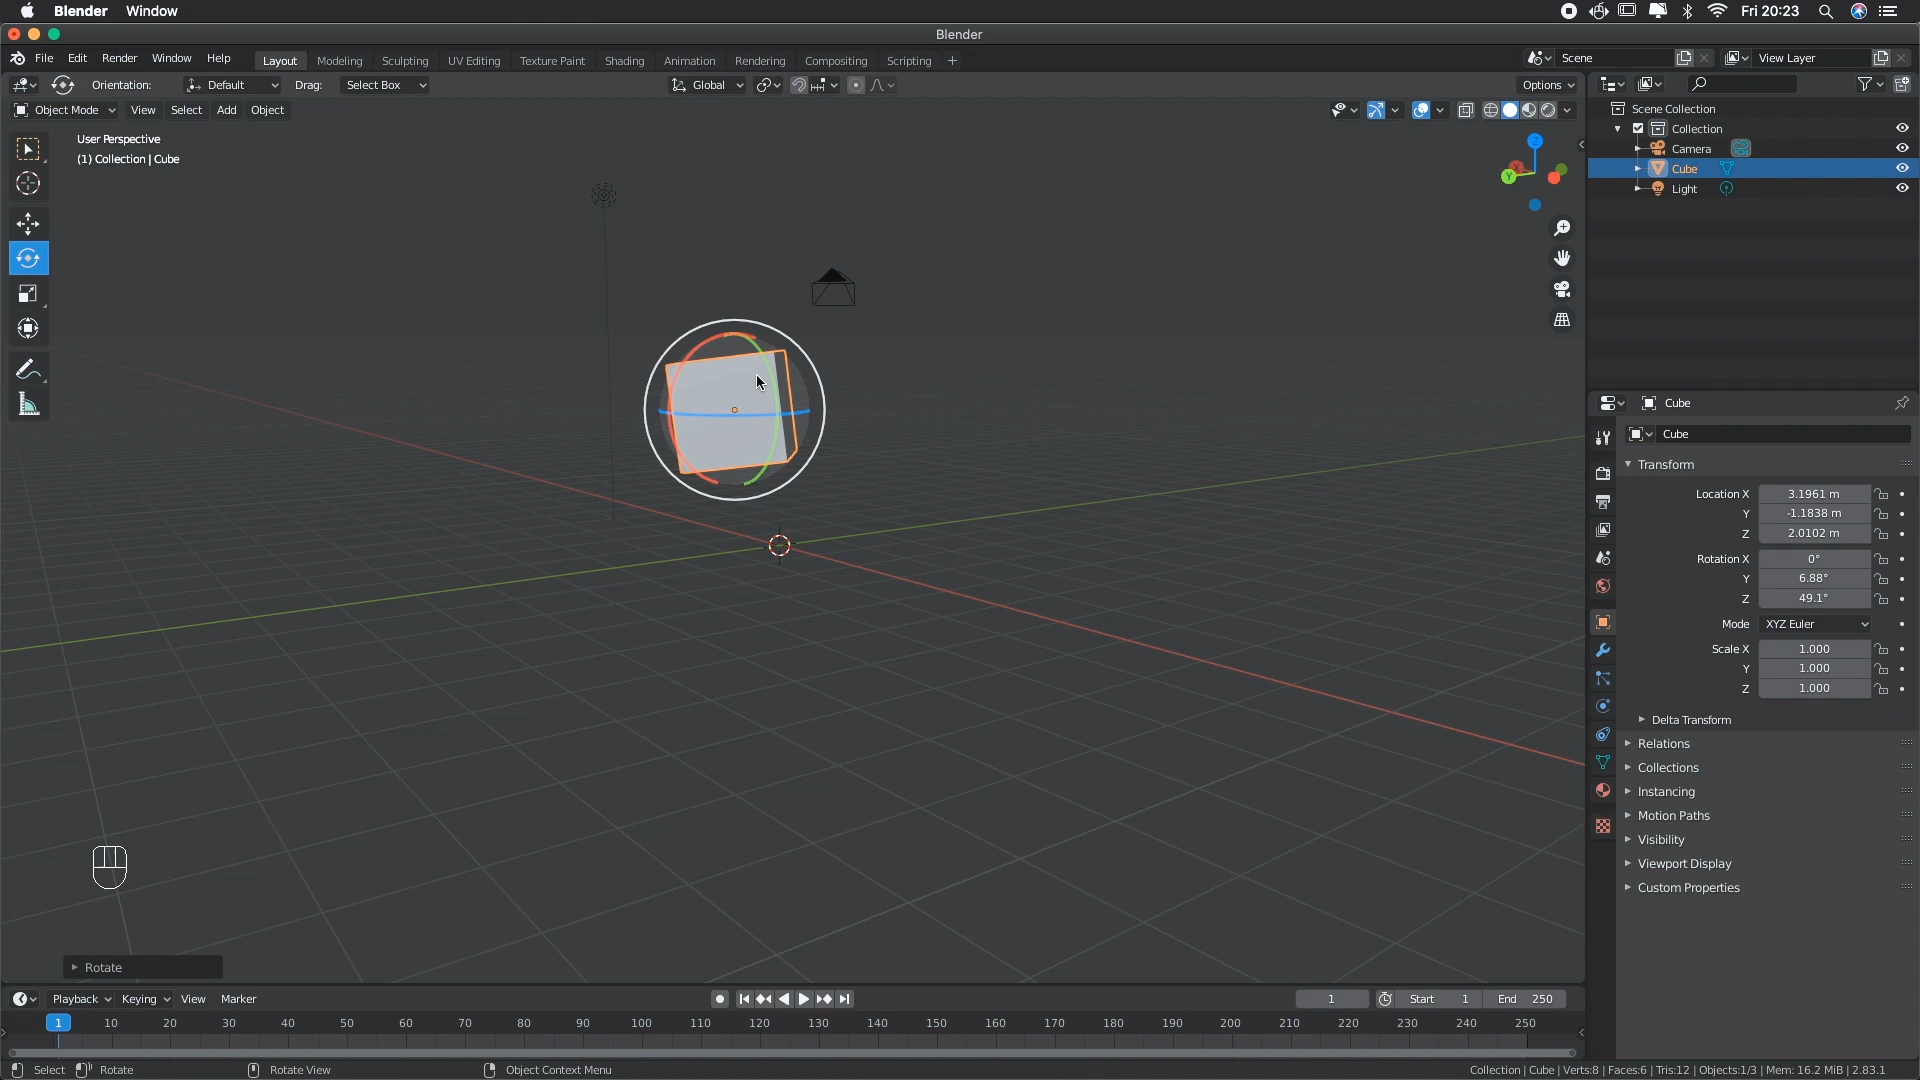 Blender Window Fri 20:23
Blender
File Edit Render Window Help Layout Modeling Sculpting UV Editing Texture Paint Shading Animation Rendering Compositing Scripting + Scene View Layer
Orientation: Default Drag: Select Box Global Options
Object Mode View Select Add Object
User Perspective
(1) Collection | Cube
Z
X
Y
Scene Collection
Collection
Camera
Cube
Light
Cube
Cube
Transform
Location X 3.1961 m
Y -1.1838 m
Z 2.0102 m
Rotation X 0°
Y 6.88°
Z 49.1°
Mode XYZ Euler
Scale X 1.000
Y 1.000
Z 1.000
Delta Transform
Relations
Collections
Instancing
Motion Paths
Visibility
Viewport Display
Custom Properties
Rotate
Playback Keying View Marker 1 Start 1 End 250
1 10 20 30 40 50 60 70 80 90 100 110 120 130 140 150 160 170 180 190 200 210 220 230 240 250
Select Rotate Rotate View Object Context Menu Collection | Cube | Verts:8 | Faces:6 | Tris:12 | Objects:1/3 | Mem: 16.2 MiB | 2.83.1